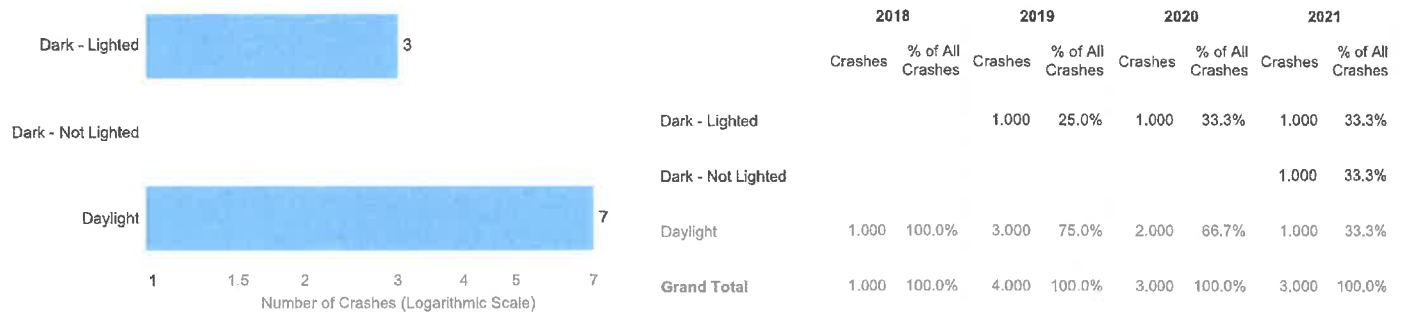 Dark - Lighted 3
Dark - Not Lighted
Daylight 7
1 1.5 2 3 4 5 7
Number of Crashes (Logarithmic Scale)
2018 2019 2020 2021
Crashes % of All Crashes Crashes % of All Crashes Crashes % of All Crashes Crashes % of All Crashes
Dark - Lighted 1.000 25.0% 1.000 33.3% 1.000 33.3%
Dark - Not Lighted 1.000 33.3%
Daylight 1.000 100.0% 3.000 75.0% 2.000 66.7% 1.000 33.3%
Grand Total 1.000 100.0% 4.000 100.0% 3.000 100.0% 3.000 100.0%